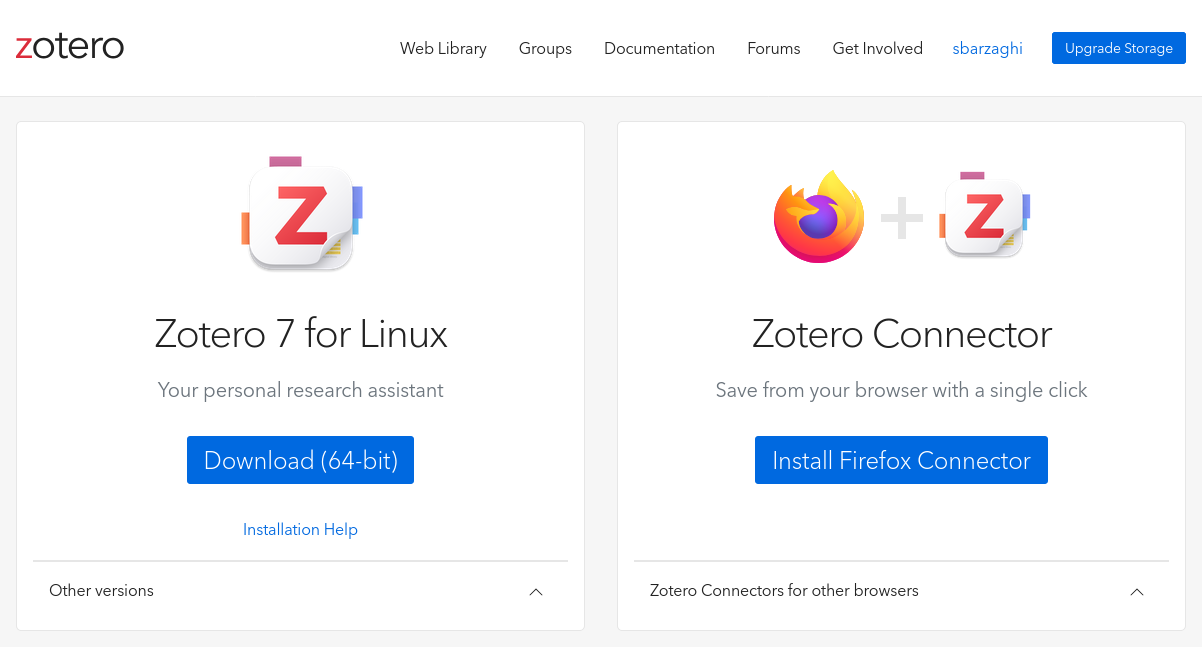 zotero
Web Library Groups Documentation Forums Get Involved sbarzaghi Upgrade Storage
Z
Zotero 7 for Linux
Your personal research assistant
Download (64-bit)
Installation Help
Other versions
Z
Zotero Connector
Save from your browser with a single click
Install Firefox Connector
Zotero Connectors for other browsers